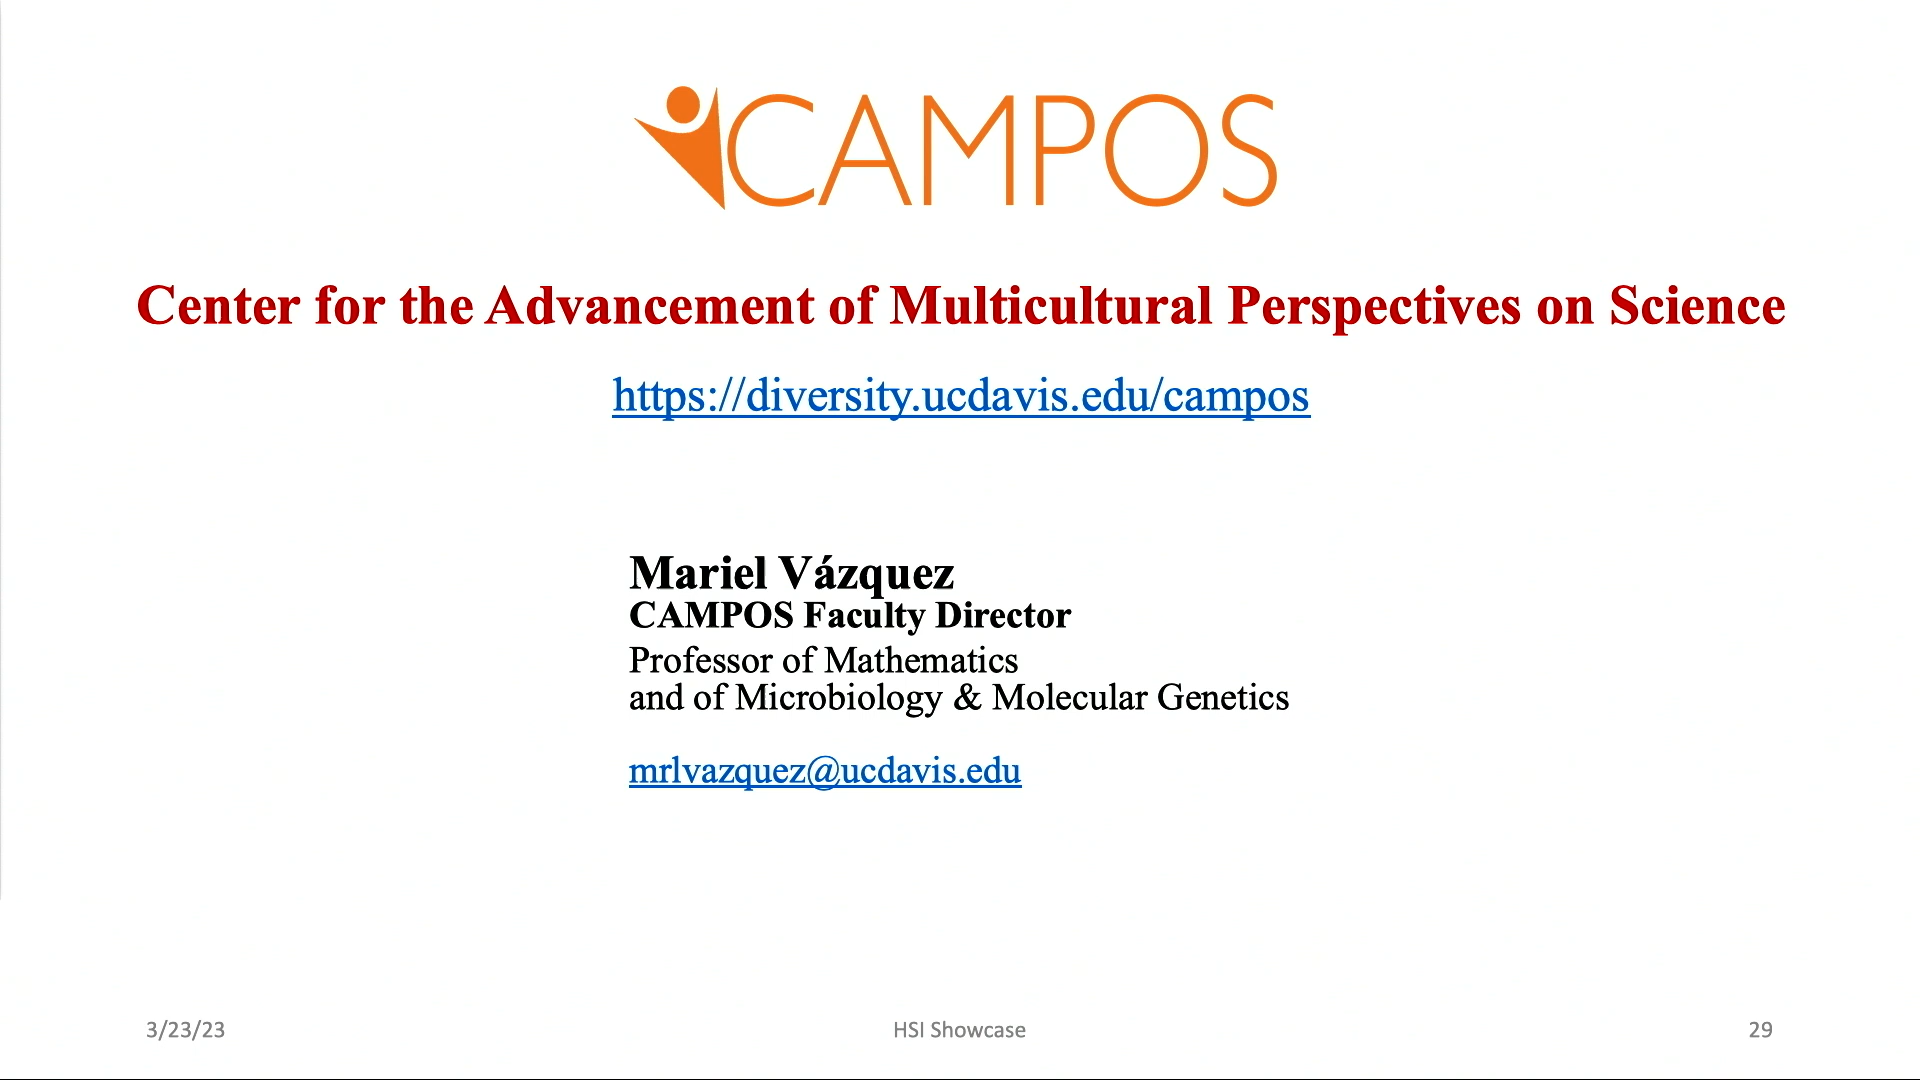 CAMPOS
Center for the Advancement of Multicultural Perspectives on Science
https://diversity.ucdavis.edu/campos
Mariel Vázquez
CAMPOS Faculty Director
Professor of Mathematics
and of Microbiology & Molecular Genetics
mrlvazquez@ucdavis.edu
3/23/23
HSI Showcase
29